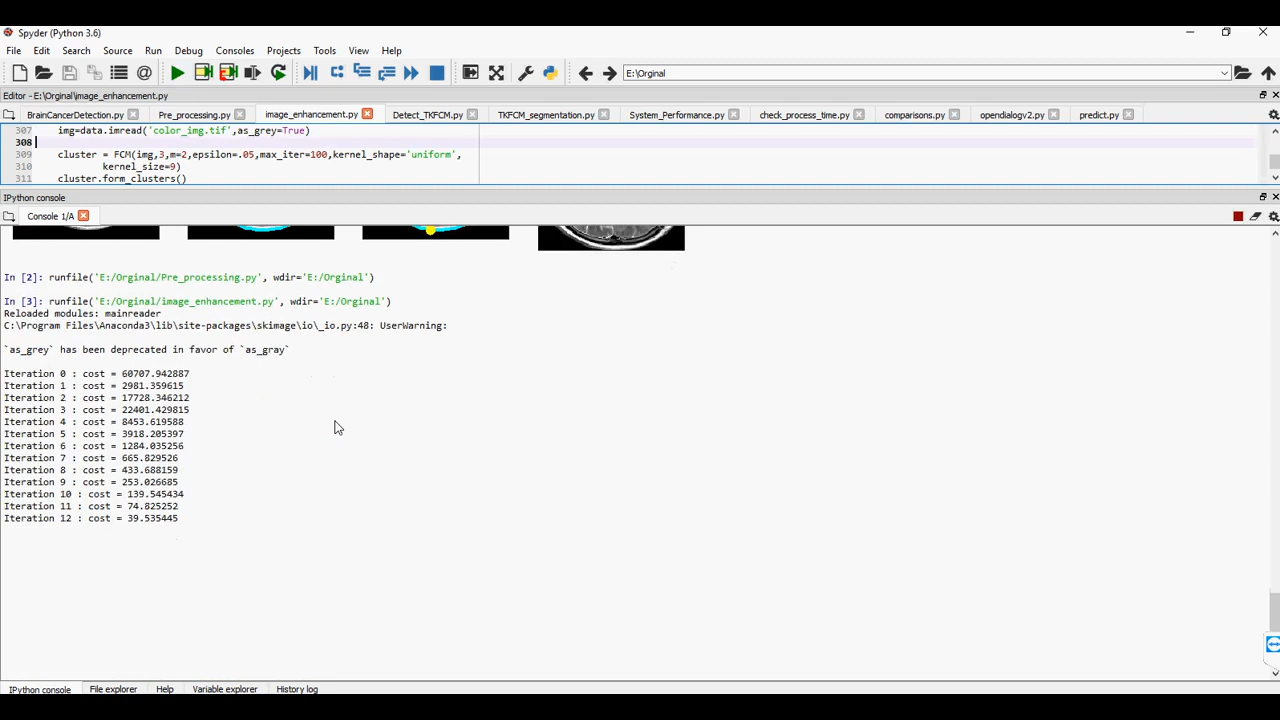 Spyder (Python 3.6)
File Edit Search Source Run Debug Consoles Projects Tools View Help
E:\Orginal
Editor - E:\Orginal\image_enhancement.py
BrainCancerDetection.py Pre_processing.py image_enhancement.py Detect_TKFCM.py TKFCM_segmentation.py System_Performance.py check_process_time.py comparisons.py opendialogv2.py predict.py
307 img=data.imread('color_img.tif',as_grey=True)
308
309 cluster = FCM(img,3,m=2,epsilon=.05,max_iter=100,kernel_shape='uniform',
310 kernel_size=9)
311 cluster.form_clusters()
IPython console
Console 1/A
In [2]: runfile('E:/Orginal/Pre_processing.py', wdir='E:/Orginal')
In [3]: runfile('E:/Orginal/image_enhancement.py', wdir='E:/Orginal')
Reloaded modules: mainreader
C:\Program Files\Anaconda3\lib\site-packages\skimage\io\_io.py:48: UserWarning:
`as_grey` has been deprecated in favor of `as_gray`
Iteration 0 : cost = 60707.942887
Iteration 1 : cost = 2981.359615
Iteration 2 : cost = 17728.346212
Iteration 3 : cost = 22401.429815
Iteration 4 : cost = 8453.619588
Iteration 5 : cost = 3918.205397
Iteration 6 : cost = 1284.035256
Iteration 7 : cost = 665.829526
Iteration 8 : cost = 433.688159
Iteration 9 : cost = 253.026685
Iteration 10 : cost = 139.545434
Iteration 11 : cost = 74.825252
Iteration 12 : cost = 39.535445
IPython console File explorer Help Variable explorer History log